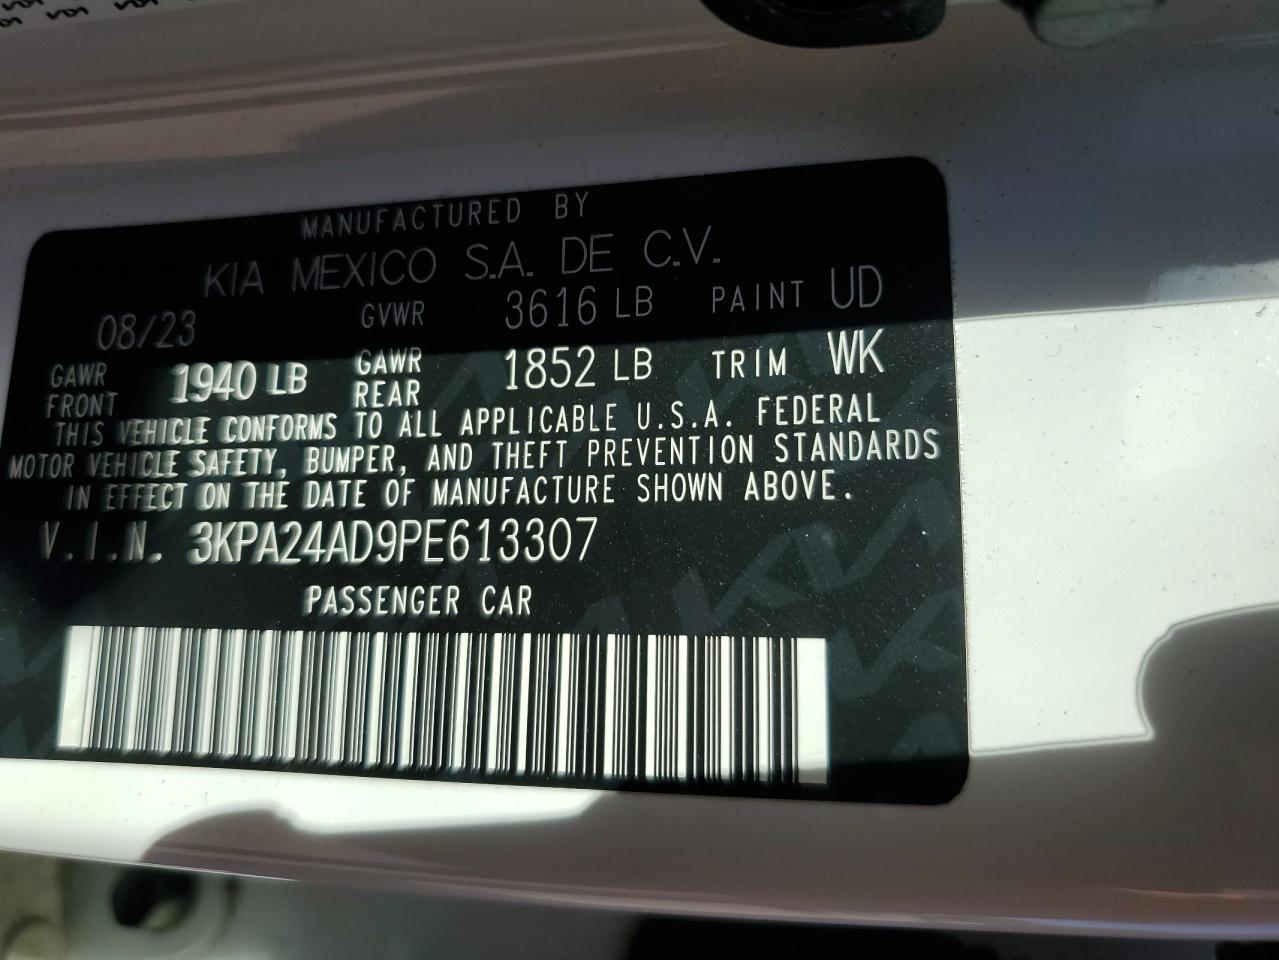 MANUFACTURED BY
KIA MEXICO S.A. DE C.V.
08/23 GVWR 3616 LB PAINT UD
GAWR FRONT 1940 LB GAWR REAR 1852 LB TRIM WK
THIS VEHICLE CONFORMS TO ALL APPLICABLE U.S.A. FEDERAL
MOTOR VEHICLE SAFETY, BUMPER, AND THEFT PREVENTION STANDARDS
IN EFFECT ON THE DATE OF MANUFACTURE SHOWN ABOVE.
V.I.N. 3KPA24AD9PE613307
PASSENGER CAR